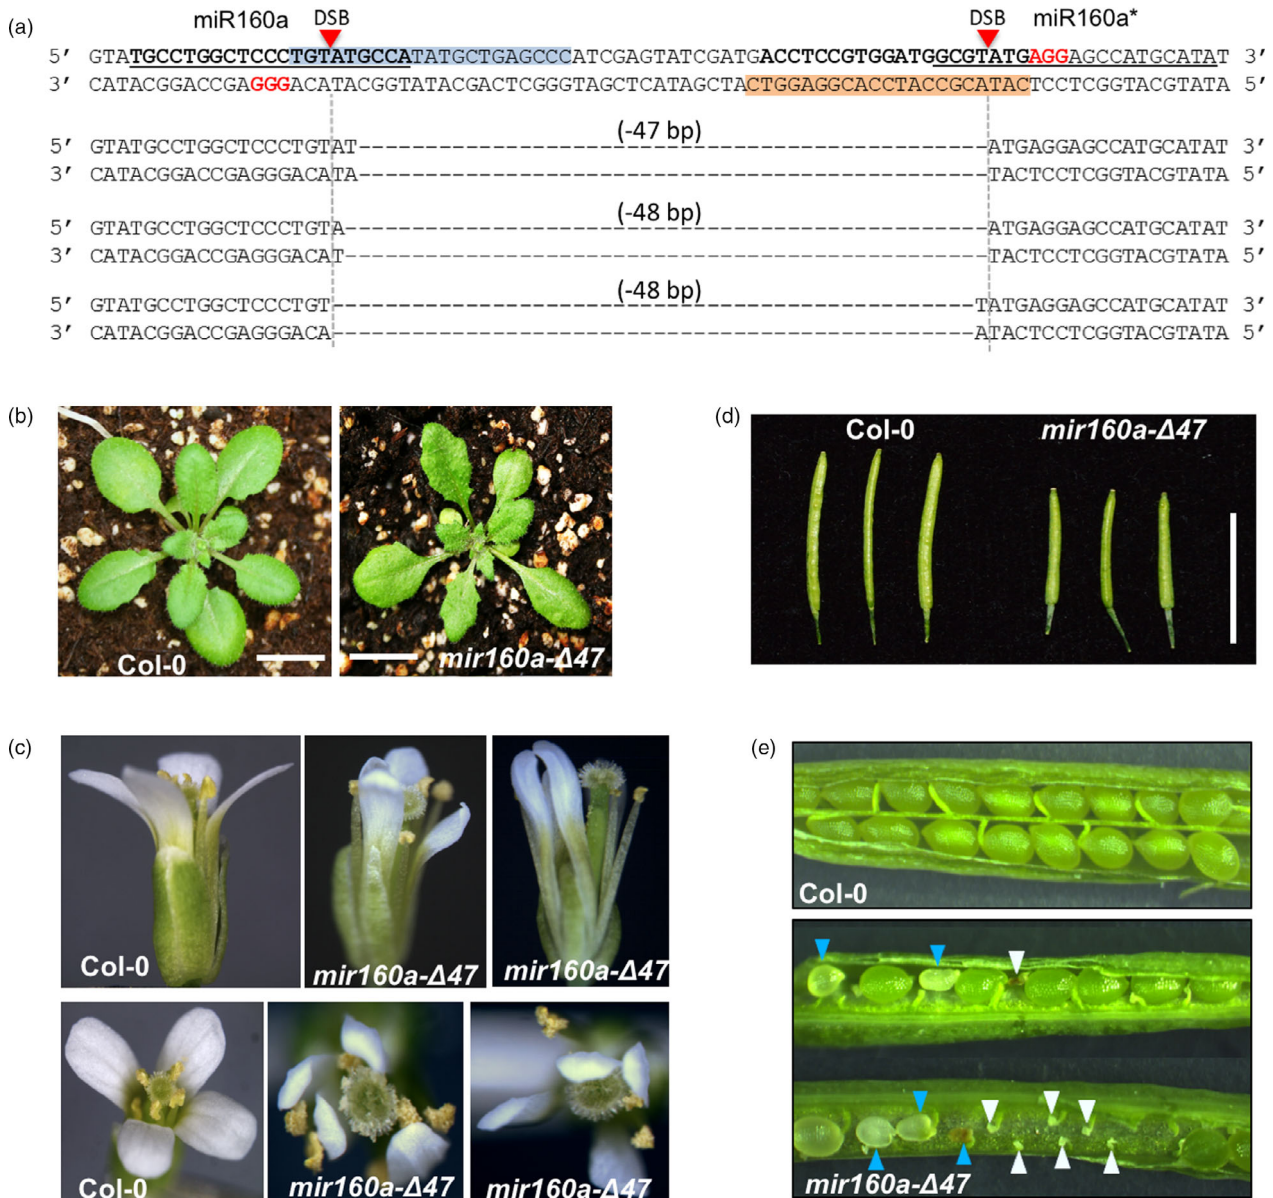 (a)
miR160a DSB DSB miR160a*
5′ GTATGCCTGGCTCCCTGTATGCCATATGCTGAGCCCATCGAGTATCGATGACCTCCGTGGATGGCGTATGAGGAGCCATGCATAT 3′
3′ CATACGGACCGAGGGACATACGGTATACGACTCGGGTAGCTCATAGCTACTGGAGGCACCTACCGCATACTCCTCGGTACGTATA 5′
(-47 bp)
5′ GTATGCCTGGCTCCCTGTAT-----------------------------------------------ATGAGGAGCCATGCATAT 3′
3′ CATACGGACCGAGGGACATA-----------------------------------------------TACTCCTCGGTACGTATA 5′
(-48 bp)
5′ GTATGCCTGGCTCCCTGTA------------------------------------------------ATGAGGAGCCATGCATAT 3′
3′ CATACGGACCGAGGGACAT------------------------------------------------TACTCCTCGGTACGTATA 5′
(-48 bp)
5′ GTATGCCTGGCTCCCTGT------------------------------------------------TATGAGGAGCCATGCATAT 3′
3′ CATACGGACCGAGGGACA------------------------------------------------ATACTCCTCGGTACGTATA 5′
(b)
Col-0
mir160a-Δ47
(d)
Col-0 mir160a-Δ47
(c)
Col-0
mir160a-Δ47
mir160a-Δ47
Col-0
mir160a-Δ47
mir160a-Δ47
(e)
Col-0
mir160a-Δ47